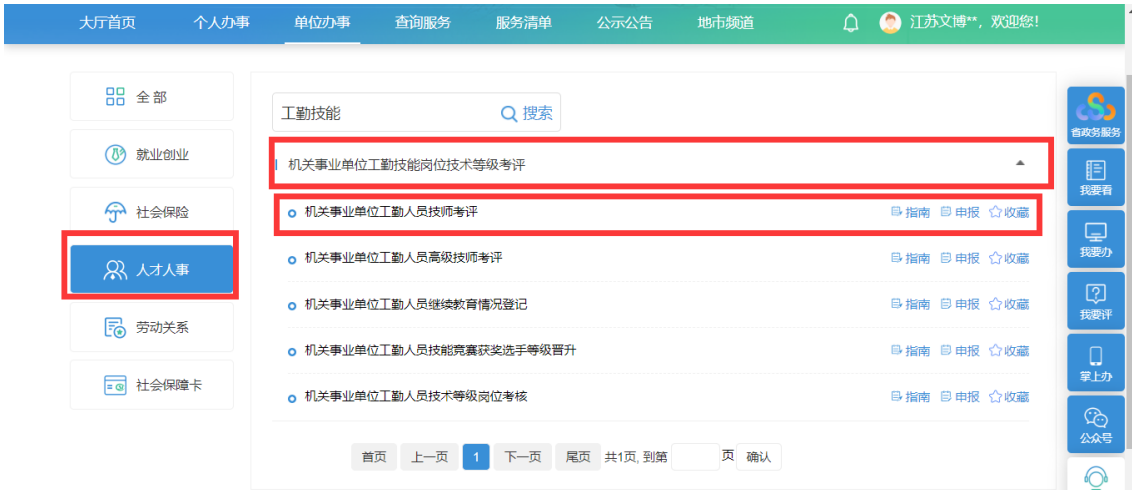 大厅首页 个人办事 单位办事 查询服务 服务清单 公示公告 地市频道 江苏文博**，欢迎您!
全部
就业创业
社会保险
人才人事
劳动关系
社会保障卡
工勤技能 搜索
机关事业单位工勤技能岗位技术等级考评
机关事业单位工勤人员技师考评 指南 申报 收藏
机关事业单位工勤人员高级技师考评 指南 申报 收藏
机关事业单位工勤人员继续教育情况登记 指南 申报 收藏
机关事业单位工勤人员技能竞赛获奖选手等级晋升 指南 申报 收藏
机关事业单位工勤人员技术等级岗位考核 指南 申报 收藏
首页 上一页 1 下一页 尾页 共1页, 到第 页 确认
省政务服务
我要看
我要办
我要评
掌上办
公众号